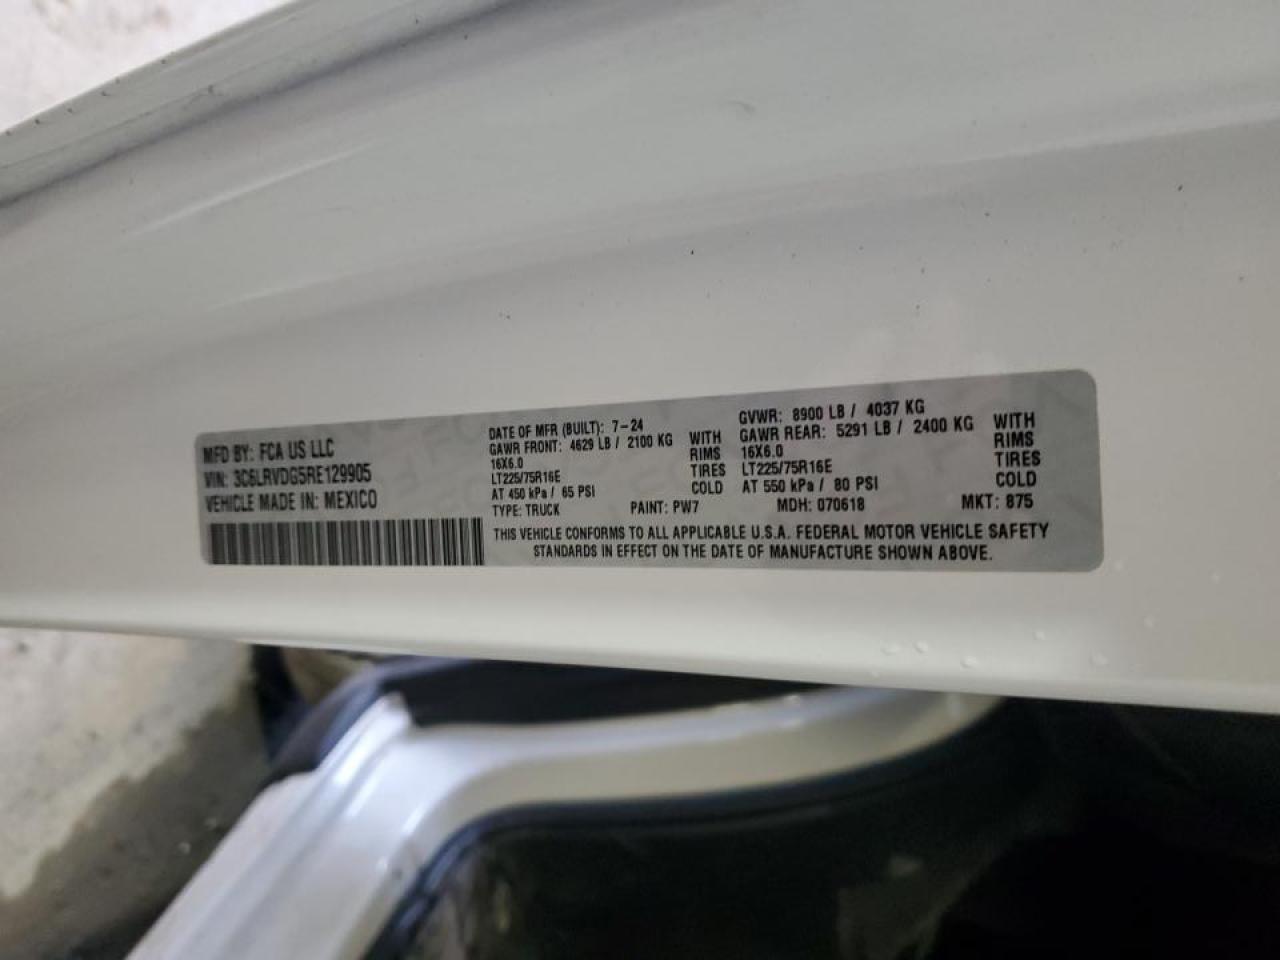 MFD BY: FCA US LLC
VIN: 3C6LRVDG5RE129905
VEHICLE MADE IN: MEXICO
DATE OF MFR (BUILT): 7-24
GAWR FRONT: 4629 LB / 2100 KG WITH
16X6.0 RIMS
LT225/75R16E TIRES
AT 450 kPa / 65 PSI COLD
GVWR: 8900 LB / 4037 KG
GAWR REAR: 5291 LB / 2400 KG WITH
16X6.0 RIMS
LT225/75R16E TIRES
AT 550 kPa / 80 PSI COLD
TYPE: TRUCK PAINT: PW7 MDH: 070618 MKT: 875
THIS VEHICLE CONFORMS TO ALL APPLICABLE U.S.A. FEDERAL MOTOR VEHICLE SAFETY
STANDARDS IN EFFECT ON THE DATE OF MANUFACTURE SHOWN ABOVE.